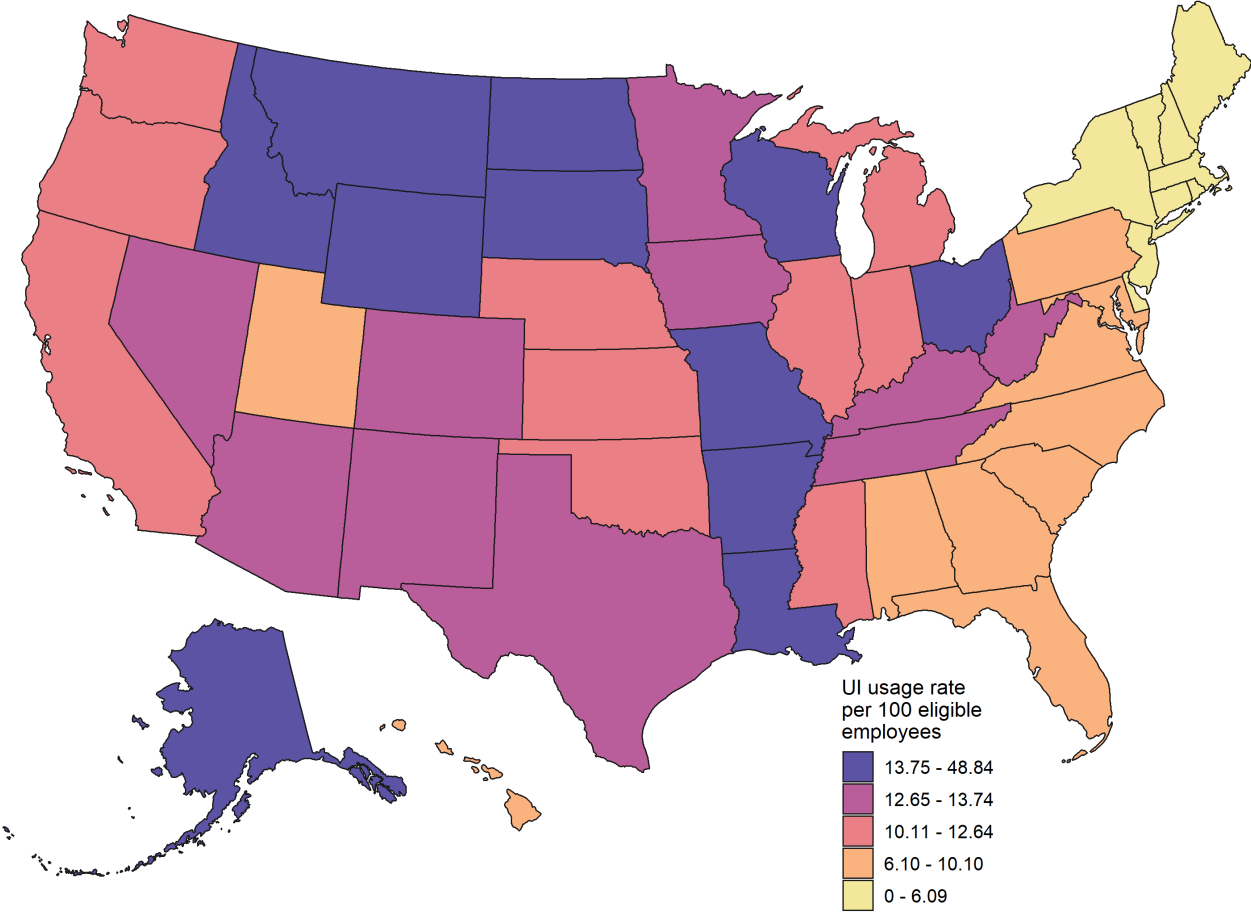 UI usage rate
per 100 eligible
employees
13.75 - 48.84
12.65 - 13.74
10.11 - 12.64
6.10 - 10.10
0 - 6.09